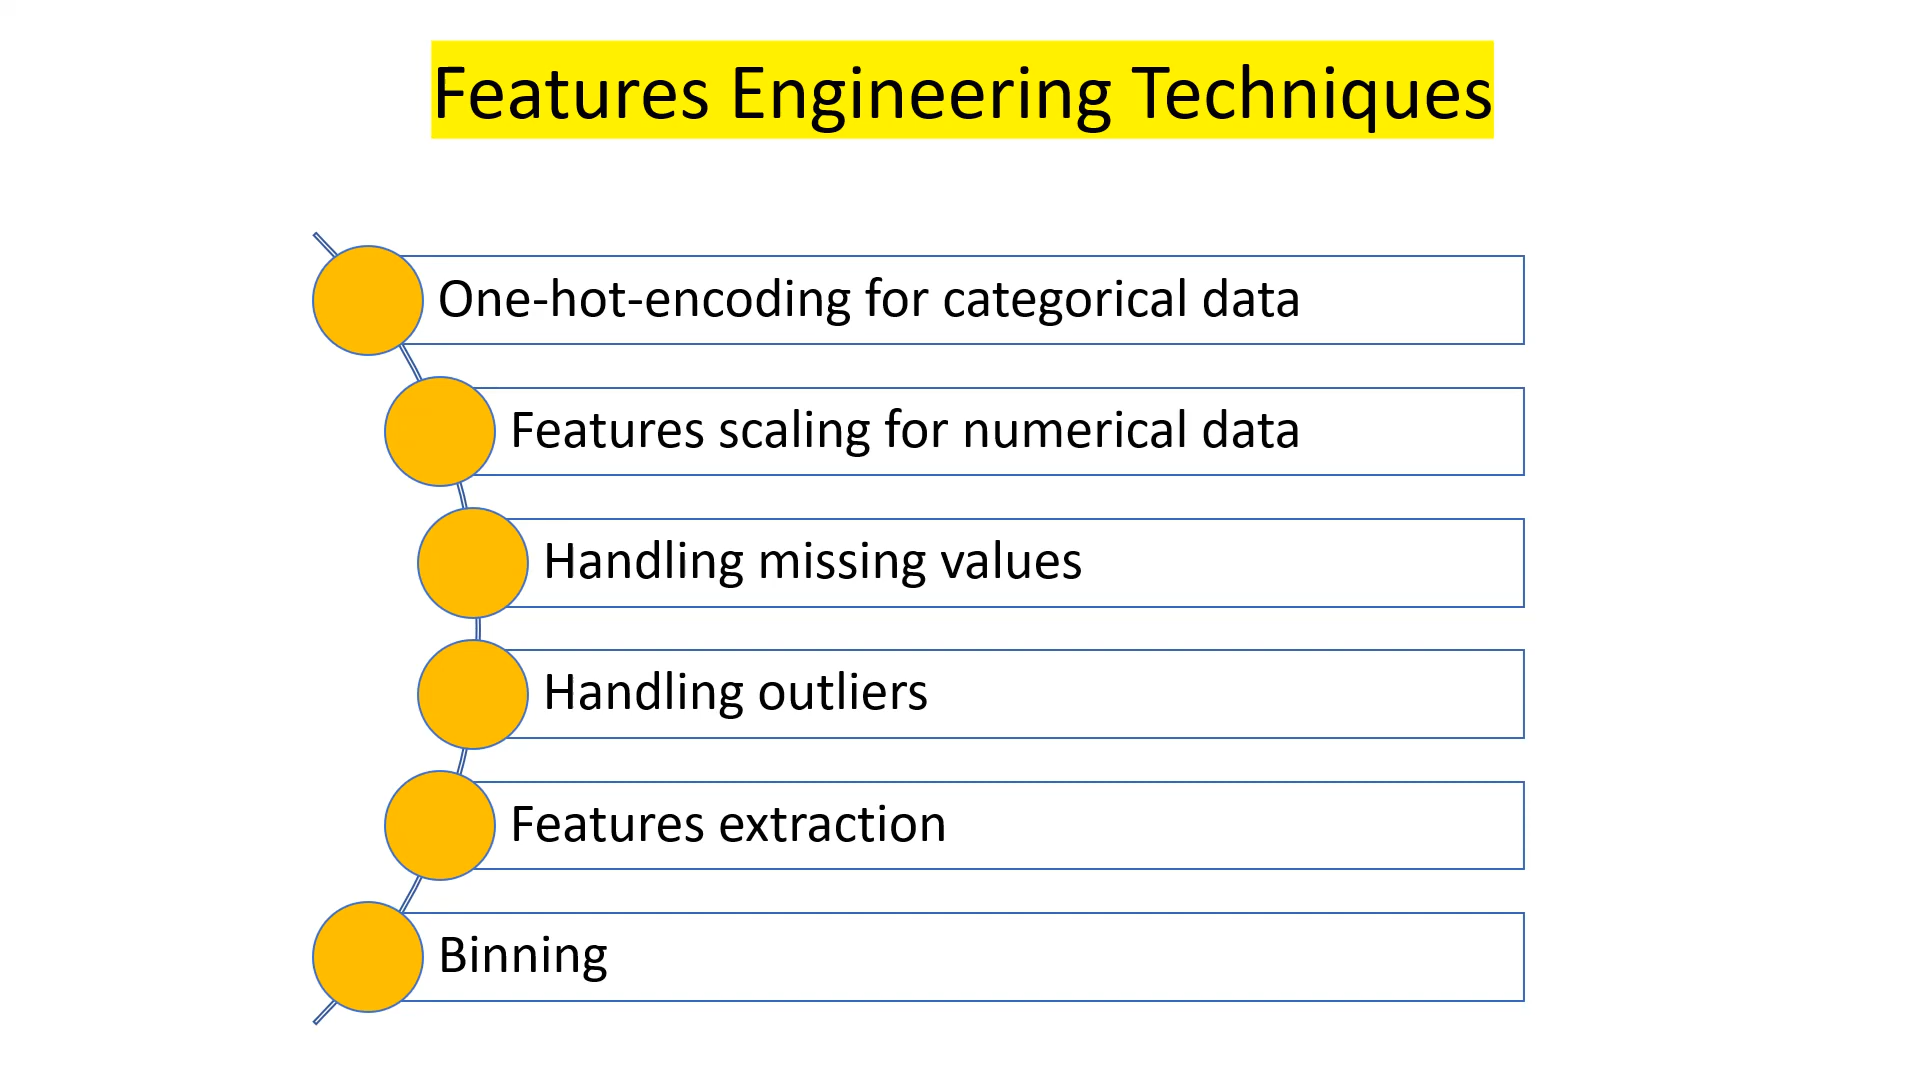 Features Engineering Techniques
One-hot-encoding for categorical data
Features scaling for numerical data
Handling missing values
Handling outliers
Features extraction
Binning